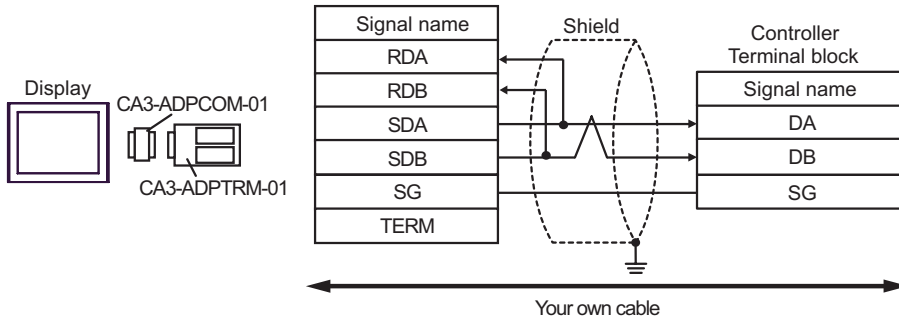 Display
CA3-ADPCOM-01
CA3-ADPTRM-01
Signal name
RDA
RDB
SDA
SDB
SG
TERM
Shield
Controller
Terminal block
Signal name
DA
DB
SG
Your own cable